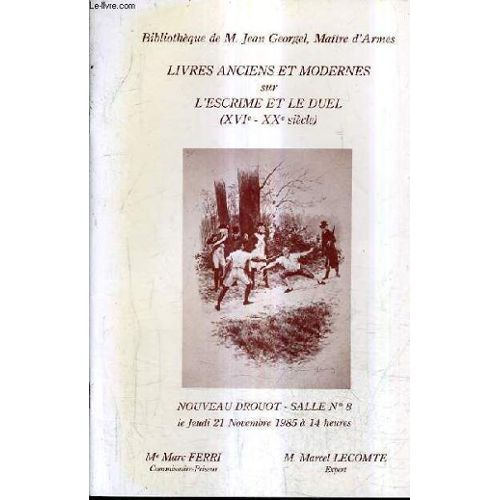 Le-livre.com
Bibliothèque de M. Jean Georgel, Maître d'Armes
LIVRES ANCIENS ET MODERNES
sur
L'ESCRIME ET LE DUEL
(XVIe - XXe siècle)
NOUVEAU DROUOT - SALLE N° 8
le Jeudi 21 Novembre 1985 à 14 heures
Me Marc FERRI
Commissaire-Priseur
M. Marcel LECOMTE
Expert